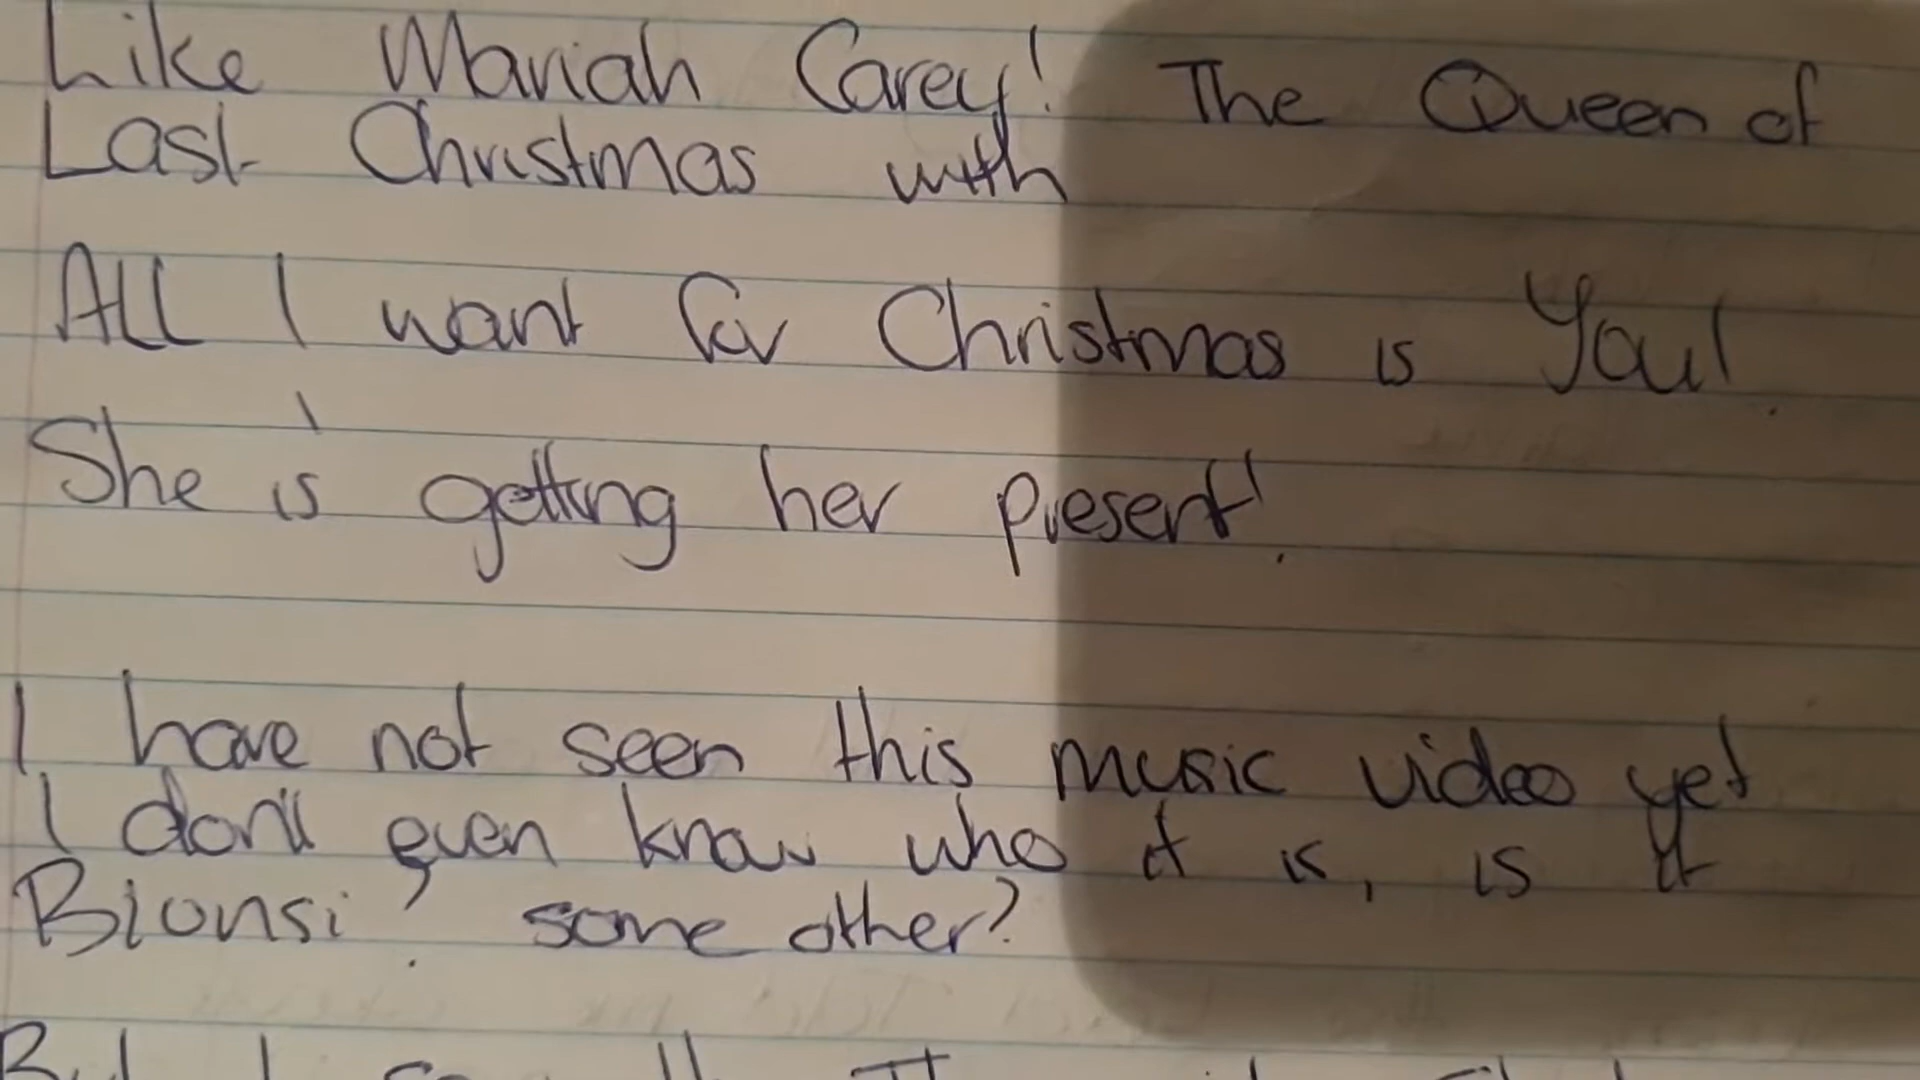 Like Mariah Carey! The Queen of
Last Christmas with
All I want for Christmas is You!
She is getting her present!
I have not seen this music video yet
I don't even know who it is, is it
Bionsi? some other?
But I